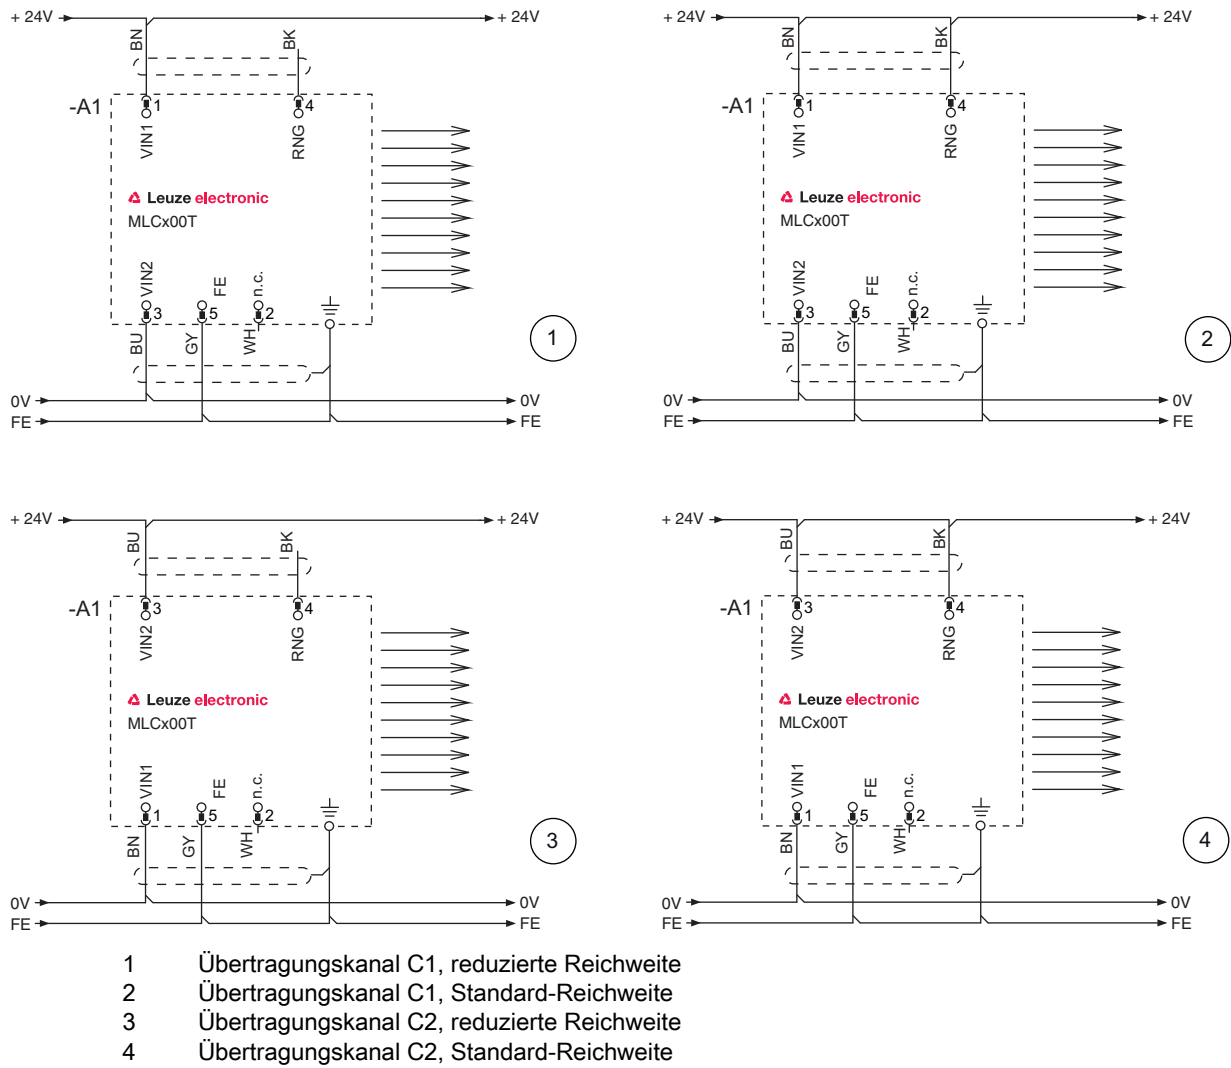 + 24V
+ 24V
BN
BK
-A1
1
4
VIN1
RNG
Leuze electronic
MLCx00T
VIN2
FE
n.c.
3
5
2
BU
GY
WH
1
0V
0V
FE
FE
+ 24V
+ 24V
BN
BK
-A1
1
4
VIN1
RNG
Leuze electronic
MLCx00T
VIN2
FE
n.c.
3
5
2
BU
GY
WH
2
0V
0V
FE
FE
+ 24V
+ 24V
BU
BK
-A1
3
4
VIN2
RNG
Leuze electronic
MLCx00T
VIN1
FE
n.c.
1
5
2
BN
GY
WH
3
0V
0V
FE
FE
+ 24V
+ 24V
BU
BK
-A1
3
4
VIN2
RNG
Leuze electronic
MLCx00T
VIN1
FE
n.c.
1
5
2
BN
GY
WH
4
0V
0V
FE
FE
1 Übertragungskanal C1, reduzierte Reichweite
2 Übertragungskanal C1, Standard-Reichweite
3 Übertragungskanal C2, reduzierte Reichweite
4 Übertragungskanal C2, Standard-Reichweite